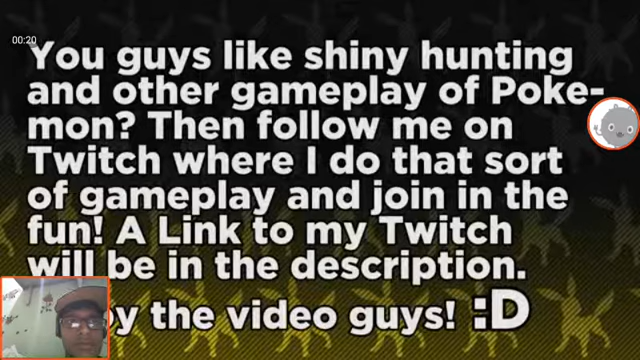 00:20
You guys like shiny hunting
and other gameplay of Poke-
mon? Then follow me on
Twitch where I do that sort
of gameplay and join in the
fun! A Link to my Twitch
will be in the description.
the video guys! :D